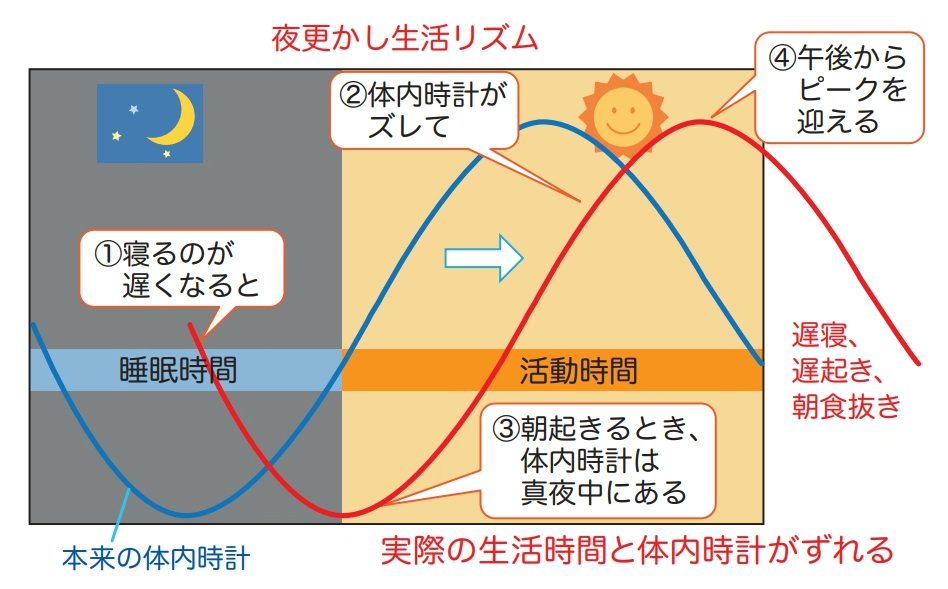 夜更かし生活リズム
①寝るのが
遅くなると
②体内時計が
ズレて
④午後から
ピークを
迎える
睡眠時間
活動時間
③朝起きるとき、
体内時計は
真夜中にある
遅寝、
遅起き、
朝食抜き
本来の体内時計
実際の生活時間と体内時計がずれる